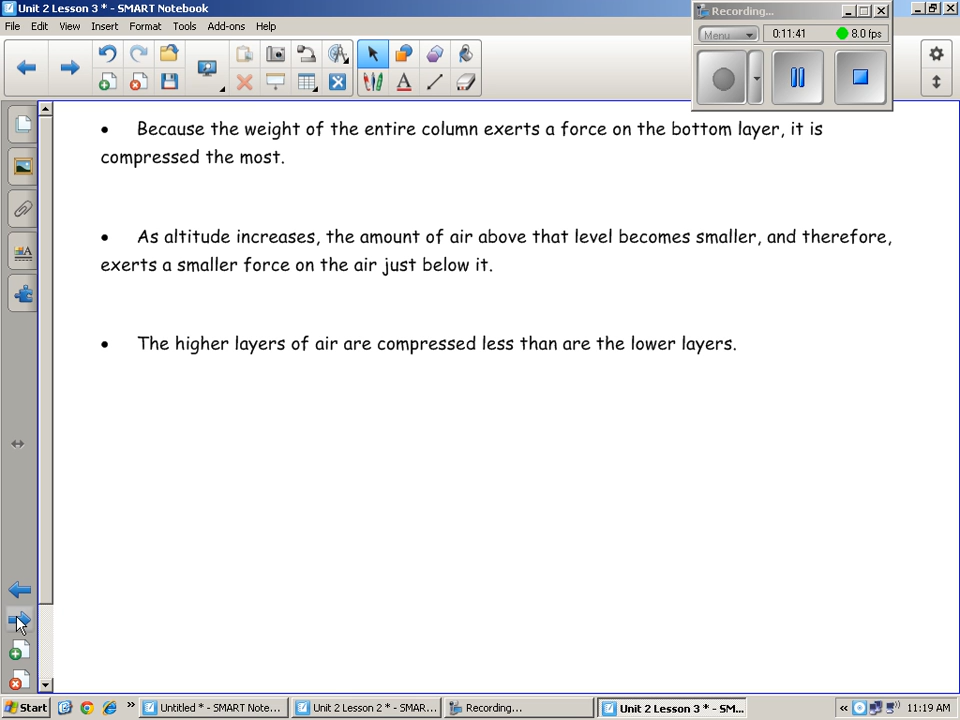 Unit 2 Lesson 3 * - SMART Notebook
Recording...
File Edit View Insert Format Tools Add-ons Help
Menu 0:11:41 8.0 fps
• Because the weight of the entire column exerts a force on the bottom layer, it is
compressed the most.
• As altitude increases, the amount of air above that level becomes smaller, and therefore,
exerts a smaller force on the air just below it.
• The higher layers of air are compressed less than are the lower layers.
Start » Untitled * - SMART Note... Unit 2 Lesson 2 * - SMAR... Recording... Unit 2 Lesson 3 * - SM... « 11:19 AM